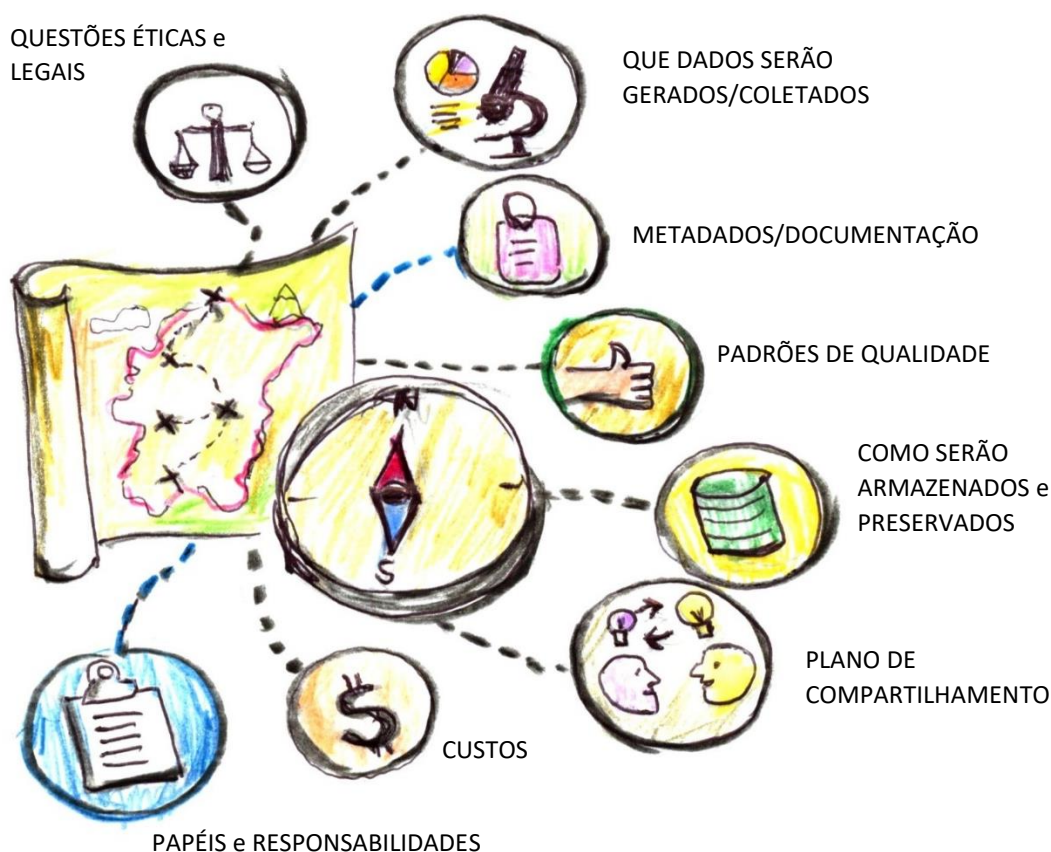 QUESTÕES ÉTICAS e
LEGAIS
QUE DADOS SERÃO
GERADOS/COLETADOS
METADADOS/DOCUMENTAÇÃO
PADRÕES DE QUALIDADE
N
COMO SERÃO
ARMAZENADOS e
PRESERVADOS
S
PLANO DE
COMPARTILHAMENTO
$
CUSTOS
PAPÉIS e RESPONSABILIDADES